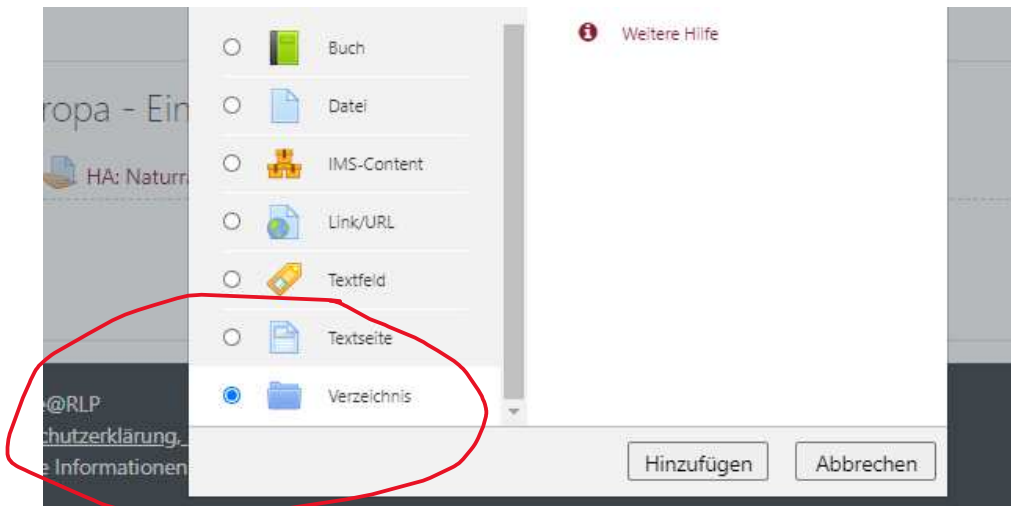 Buch
Weitere Hilfe
Datei
ropa - Ein
IMS-Content
HA: Naturr
Link/URL
Textfeld
Textseite
Verzeichnis
@RLP
chutzerklärung,
e Informationen
Hinzufügen
Abbrechen